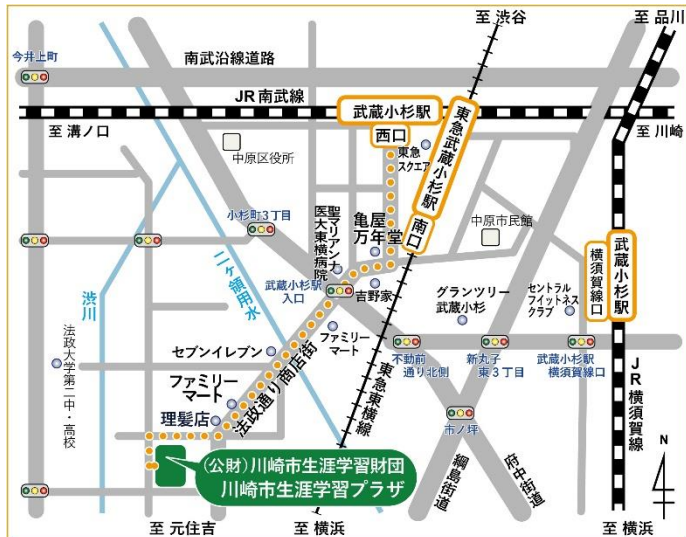 至 渋谷
至 品川
今井上町
南武沿線道路
JR南武線
武蔵小杉駅
西口
至 溝ノ口
至 川崎
中原区役所
東急
スクエア
東急武蔵小杉駅
南口
小杉町3丁目
聖マリアンナ
医大東横病院
亀屋
万年堂
中原市民館
横須賀線口
武蔵小杉駅
二ヶ領用水
武蔵小杉駅
入口
吉野家
グランツリー
武蔵小杉
セントラル
フィットネス
クラブ
渋川
法政大学第二中・高校
セブンイレブン
ファミリー
マート
不動前
通り北側
新丸子
東3丁目
武蔵小杉駅
横須賀線口
ファミリー
マート
法政通り商店街
東急東横線
JR横須賀線
理髪店
市ノ坪
(公財)川崎市生涯学習財団
川崎市生涯学習プラザ
綱島街道
府中街道
N
至 元住吉
至 横浜
至 横浜